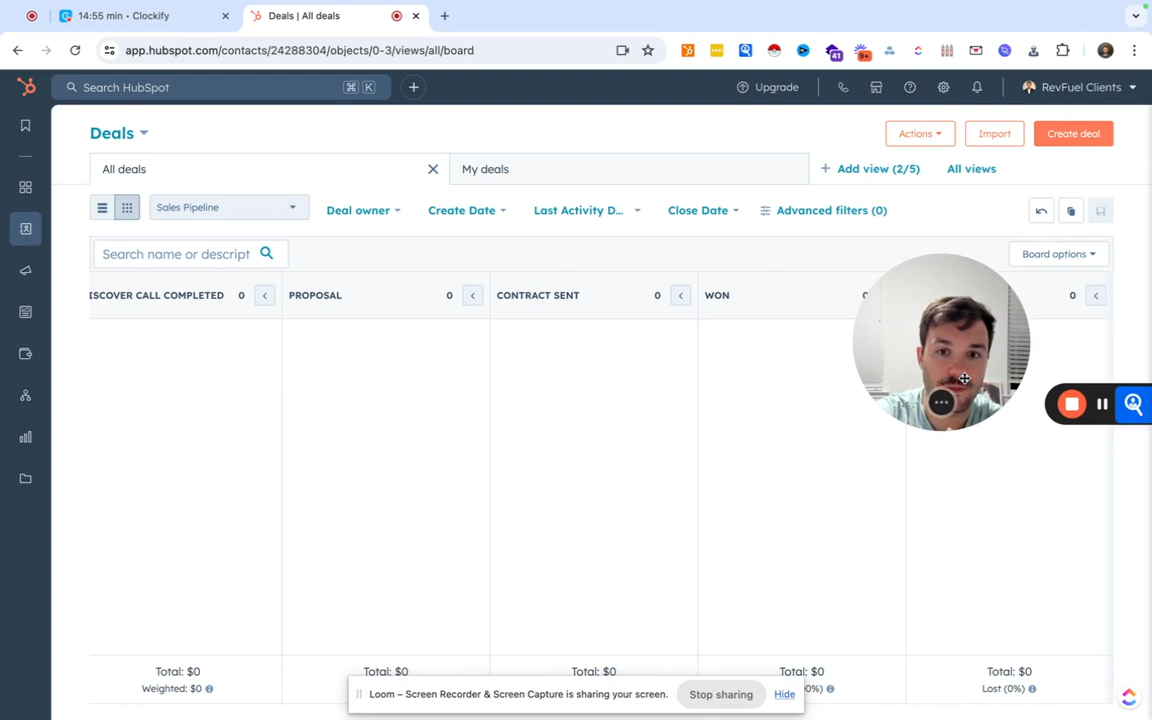 14:55 min • Clockify
Deals | All deals
app.hubspot.com/contacts/24288304/objects/0-3/views/all/board
41
9+
Search HubSpot
⌘ K
Upgrade
RevFuel Clients
Deals
Actions
Import
Create deal
All deals
My deals
+ Add view (2/5)
All views
Sales Pipeline
Deal owner
Create Date
Last Activity D...
Close Date
Advanced filters (0)
Search name or descript
Board options
ISCOVER CALL COMPLETED 0
PROPOSAL 0
CONTRACT SENT 0
WON
0
Total: $0
Total: $0
Total: $0
Total: $0
Total: $0
Weighted: $0
0%)
Lost (0%)
Loom – Screen Recorder & Screen Capture is sharing your screen.
Stop sharing
Hide